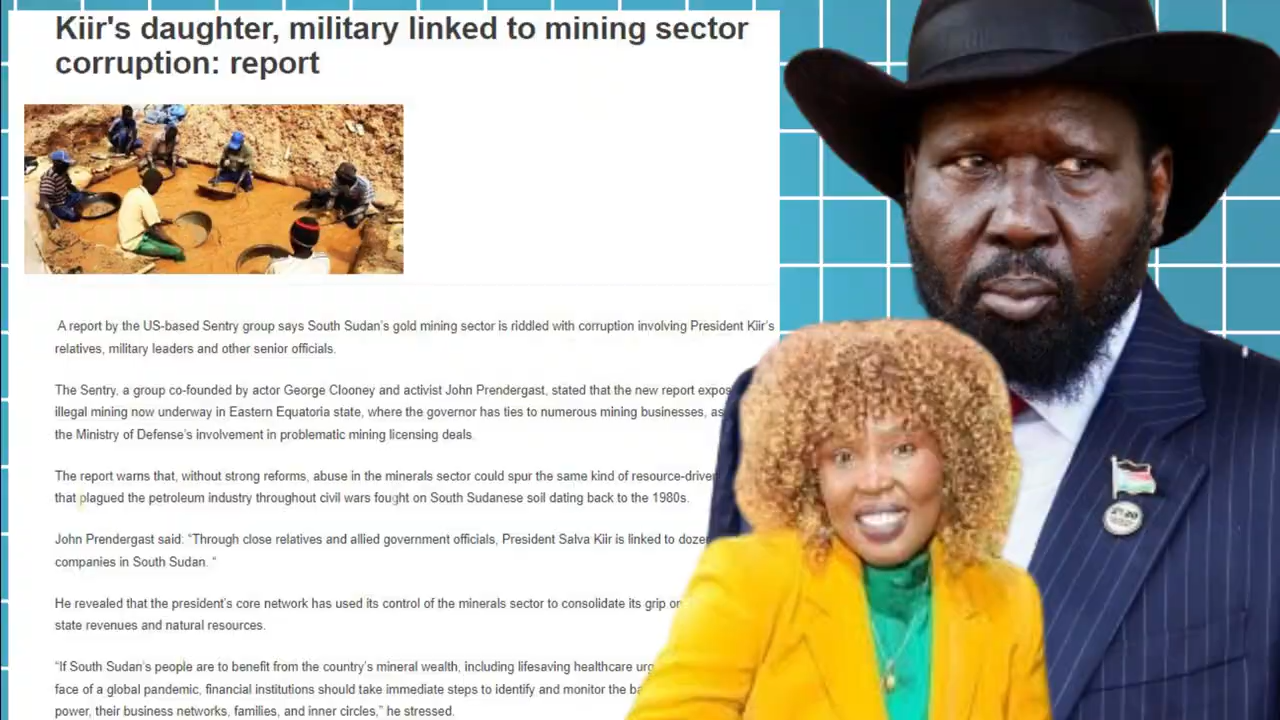 Kiir's daughter, military linked to mining sector
corruption: report
A report by the US-based Sentry group says South Sudan's gold mining sector is riddled with corruption involving President Kiir's
relatives, military leaders and other senior officials.
The Sentry, a group co-founded by actor George Clooney and activist John Prendergast, stated that the new report expos
illegal mining now underway in Eastern Equatoria state, where the governor has ties to numerous mining businesses, as
the Ministry of Defense's involvement in problematic mining licensing deals.
The report warns that, without strong reforms, abuse in the minerals sector could spur the same kind of resource-driven
that plagued the petroleum industry throughout civil wars fought on South Sudanese soil dating back to the 1980s.
John Prendergast said: “Through close relatives and allied government officials, President Salva Kiir is linked to dozen
companies in South Sudan. “
He revealed that the president's core network has used its control of the minerals sector to consolidate its grip on
state revenues and natural resources.
“If South Sudan's people are to benefit from the country's mineral wealth, including lifesaving healthcare urg
face of a global pandemic, financial institutions should take immediate steps to identify and monitor the ba
power, their business networks, families, and inner circles,” he stressed.